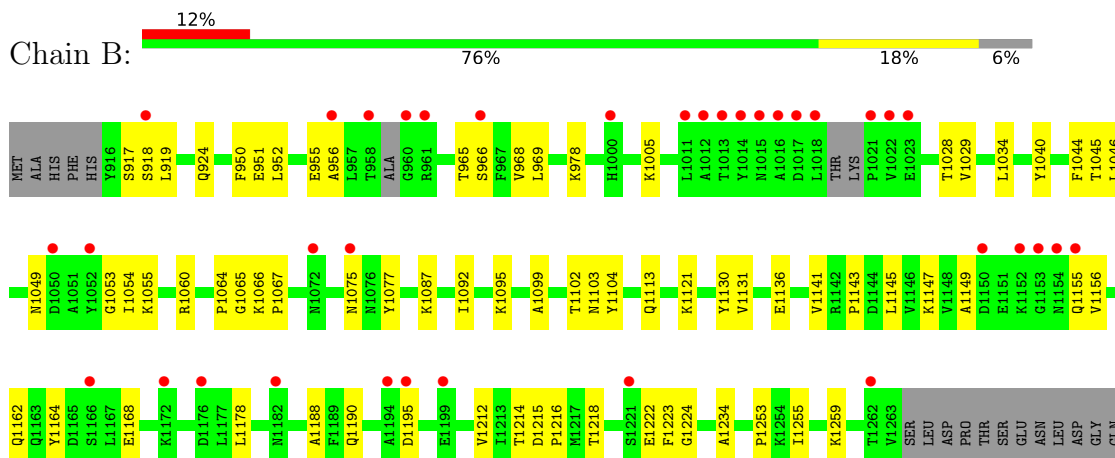 12%
Chain B:
76% 18% 6%
MET ALA HIS PHE HIS Y916 S917 S918 L919 Q924 F950 E951 L952 E955 A956 L957 T958 ALA G960 R961 T965 S966 F967 V968 L969 K978 H1000 K1005 L1011 A1012 T1013 Y1014 N1015 A1016 D1017 L1018 THR LYS P1021 V1022 E1023 T1028 V1029 L1034 Y1040 F1044 T1045 L1046
N1049 D1050 A1051 Y1052 G1053 I1054 K1055 R1060 P1064 G1065 K1066 P1067 N1072 N1075 N1076 Y1077 K1087 I1092 K1095 A1099 T1102 N1103 Y1104 Q1113 K1121 Y1130 V1131 E1136 V1141 R1142 P1143 D1144 L1145 V1146 K1147 V1148 A1149 D1150 E1151 K1152 G1153 N1154 Q1155 V1156
Q1162 Q1163 Y1164 D1165 S1166 L1167 E1168 K1172 D1176 L1177 L1178 N1182 A1188 F1189 Q1190 A1194 D1195 E1199 V1212 I1213 T1214 D1215 P1216 M1217 T1218 S1221 E1222 F1223 G1224 A1234 P1253 K1254 I1255 K1259 T1262 V1263 SER LEU ASP PRO THR SER GLU ASN LEU ASP GLY GLN